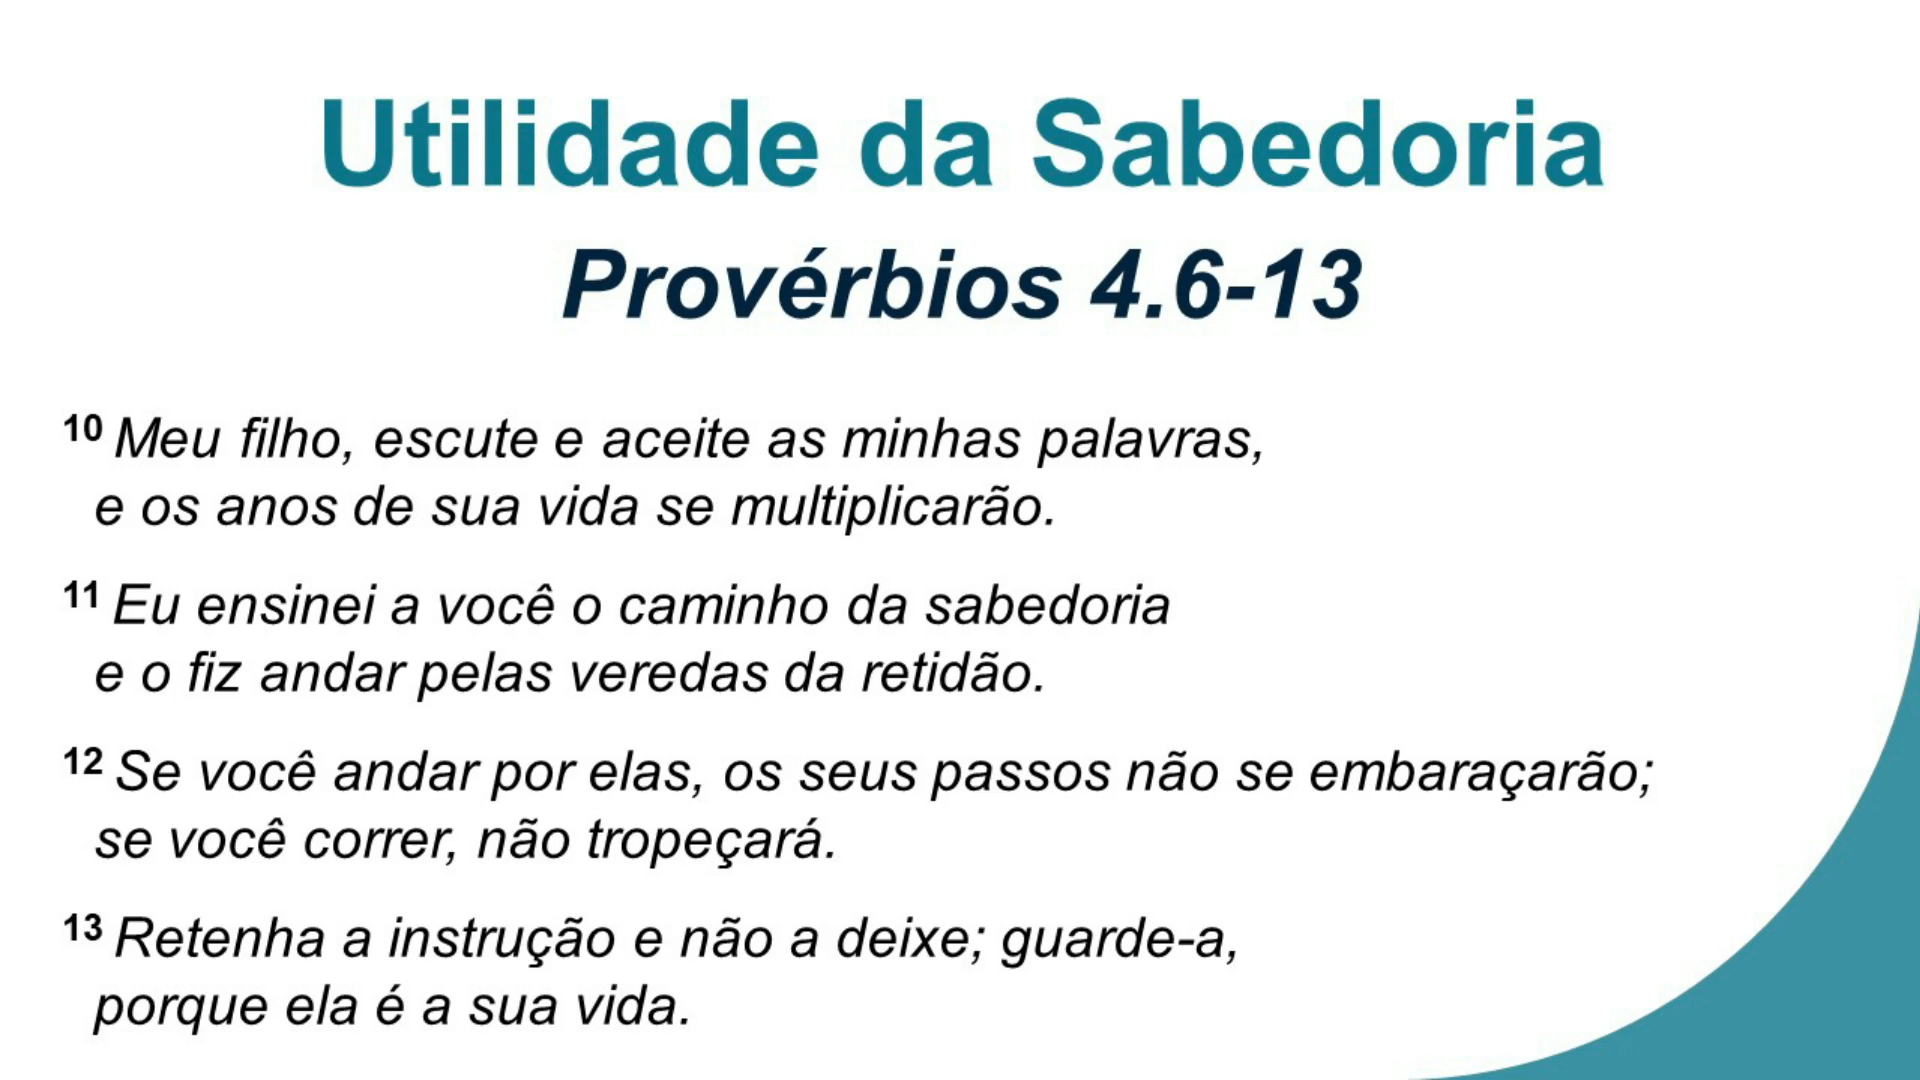 Utilidade da Sabedoria
Provérbios 4.6-13
10 Meu filho, escute e aceite as minhas palavras,
e os anos de sua vida se multiplicarão.
11 Eu ensinei a você o caminho da sabedoria
e o fiz andar pelas veredas da retidão.
12 Se você andar por elas, os seus passos não se embaraçarão;
se você correr, não tropeçará.
13 Retenha a instrução e não a deixe; guarde-a,
porque ela é a sua vida.